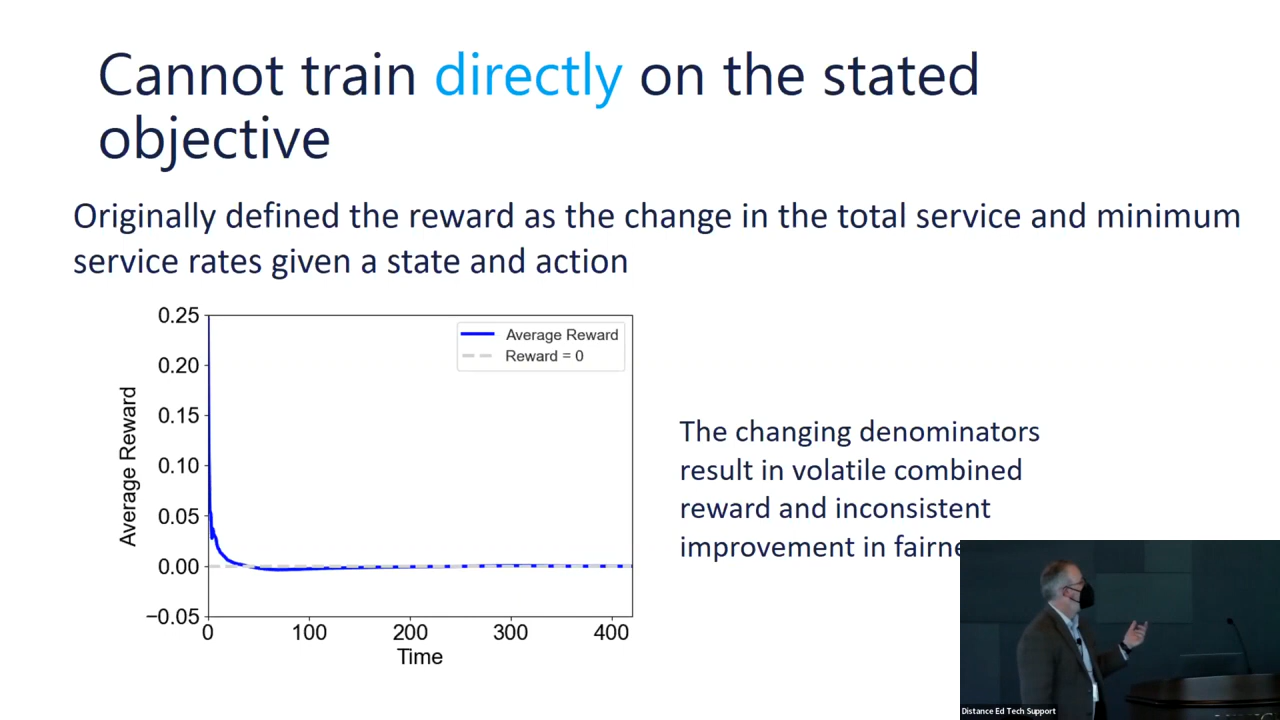 Cannot train directly on the stated
objective
Originally defined the reward as the change in the total service and minimum
service rates given a state and action
0.25
0.20
0.15
0.10
0.05
0.00
−0.05
Average Reward
Average Reward
Reward = 0
0
100
200
300
400
Time
The changing denominators
result in volatile combined
reward and inconsistent
improvement in
Distance Ed Tech Support